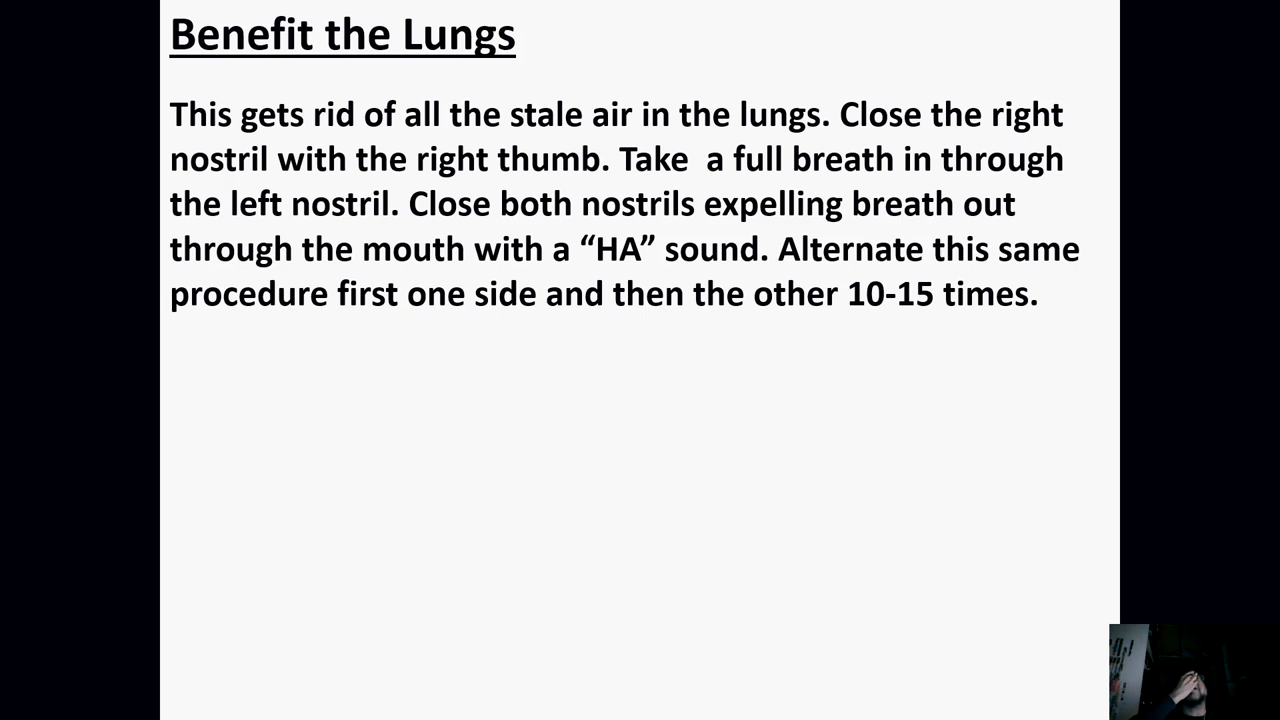 Benefit the Lungs
This gets rid of all the stale air in the lungs. Close the right
nostril with the right thumb. Take  a full breath in through
the left nostril. Close both nostrils expelling breath out
through the mouth with a “HA” sound. Alternate this same
procedure first one side and then the other 10-15 times.